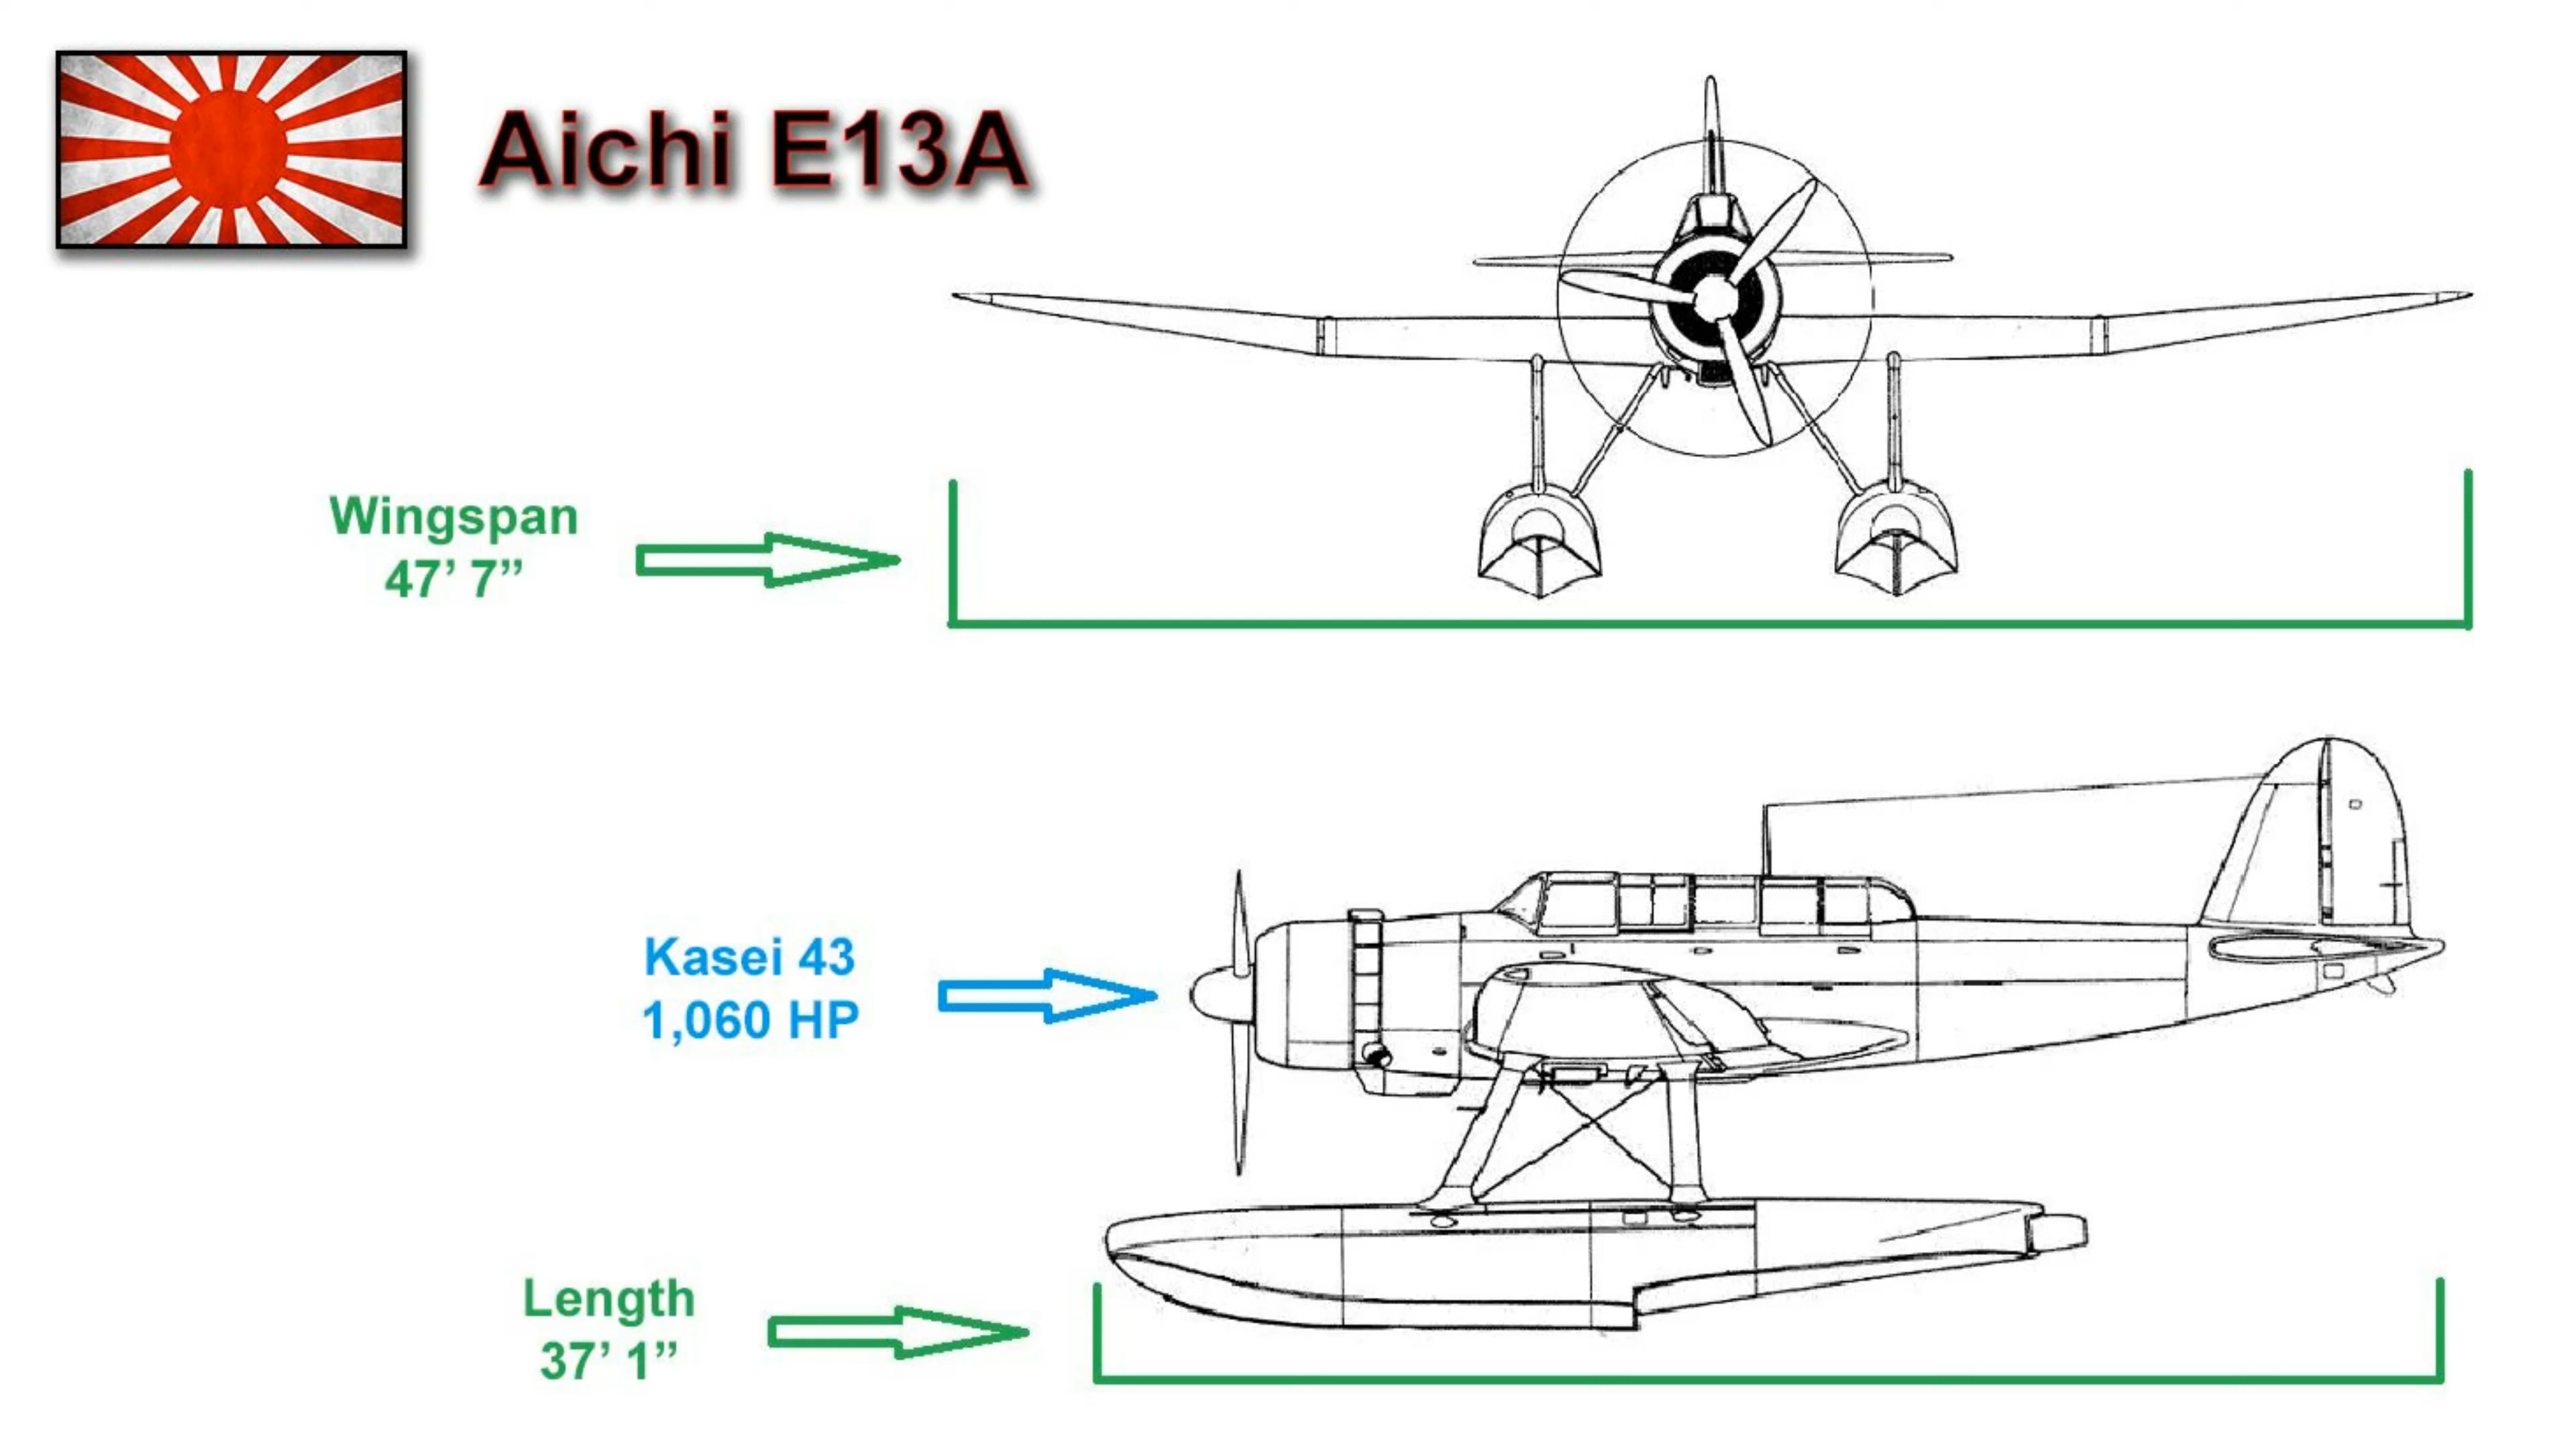 Aichi E13A
Wingspan
47’ 7”
Kasei 43
1,060 HP
Length
37’ 1”